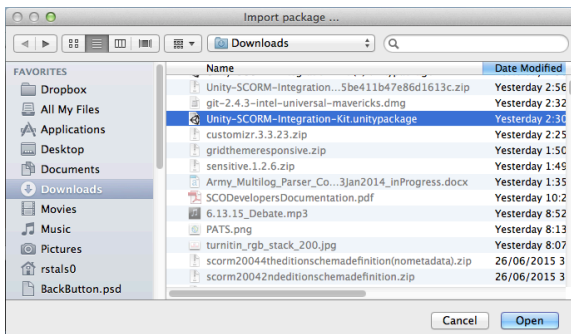 Import package ...
Downloads
FAVORITES
Name
Date Modified
Dropbox
All My Files
Applications
Desktop
Documents
Downloads
Movies
Music
Pictures
rstals0
BackButton.psd
Unity-SCORM-Integration...5be411b47e86d1613c.zip Yesterday 2:56
git-2.4.3-intel-universal-mavericks.dmg Yesterday 2:32
Unity-SCORM-Integration-Kit.unitypackage Yesterday 2:30
customizr.3.3.23.zip Yesterday 2:25
gridthemeresponsive.zip Yesterday 1:50
sensitive.1.2.6.zip Yesterday 1:49
Army_Multilog_Parser_Co...3Jan2014_inProgress.docx Yesterday 1:35
SCODevelopersDocumentation.pdf Yesterday 10:2
6.13.15_Debate.mp3 Yesterday 8:52
PATS.png Yesterday 8:13
turnitin_rgb_stack_200.jpg Yesterday 8:07
scorm20044theditionschemadefinition(nometadata).zip 26/06/2015 3
scorm20042ndeditionschemadefinition.zip 26/06/2015 3
Cancel
Open